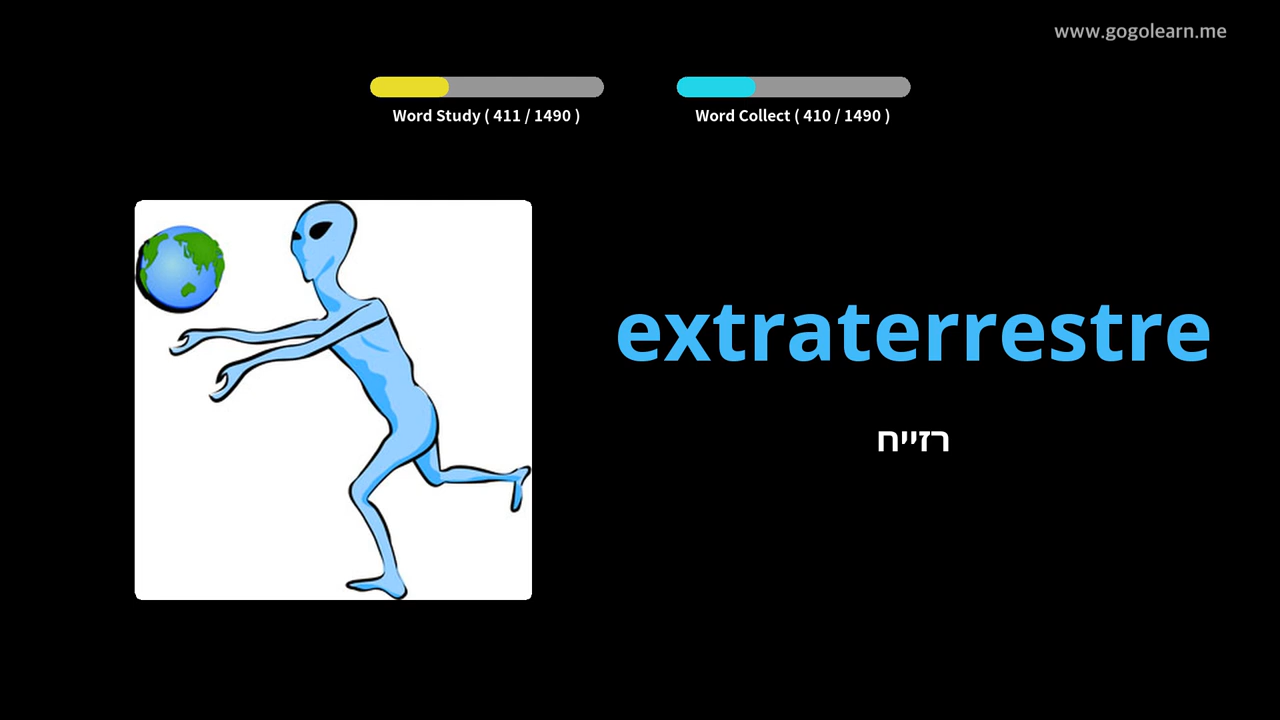 www.gogolearn.me
Word Study ( 411 / 1490 )
Word Collect ( 410 / 1490 )
extraterrestre
רזייח